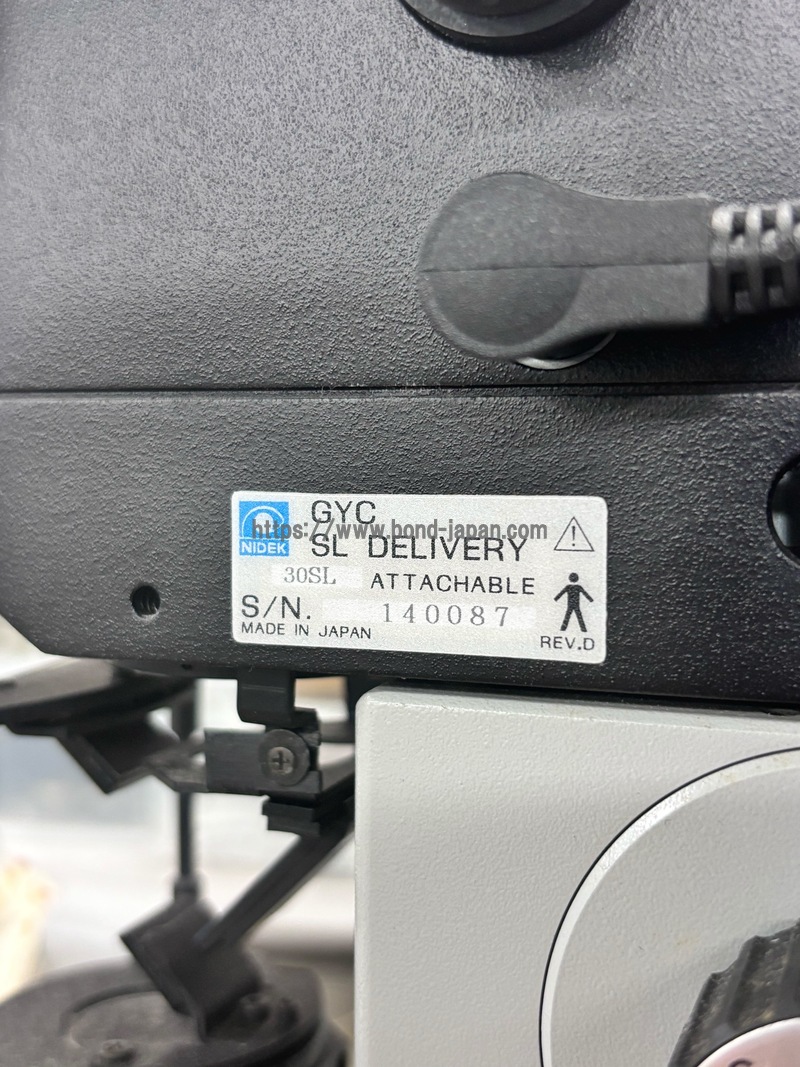 GYC
https://www.bond-japan.com
NIDEK
SL DELIVERY
30SL ATTACHABLE
S/N. 140087
MADE IN JAPAN
REV.D